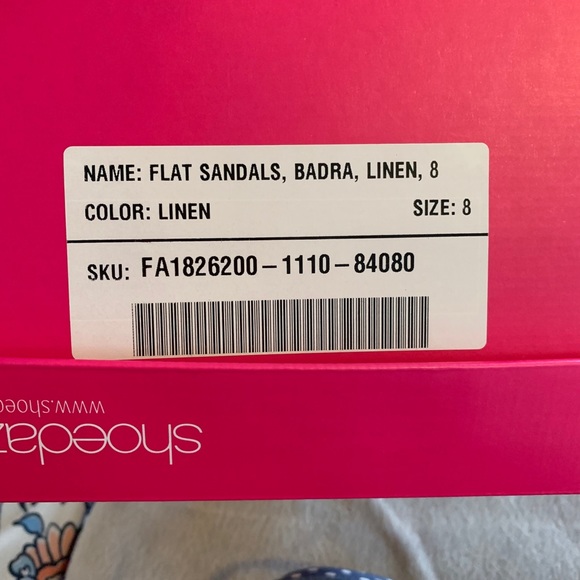 NAME: FLAT SANDALS, BADRA, LINEN, 8
COLOR: LINEN SIZE: 8
SKU: FA1826200-1110-84080
shoedaz
www.shoed